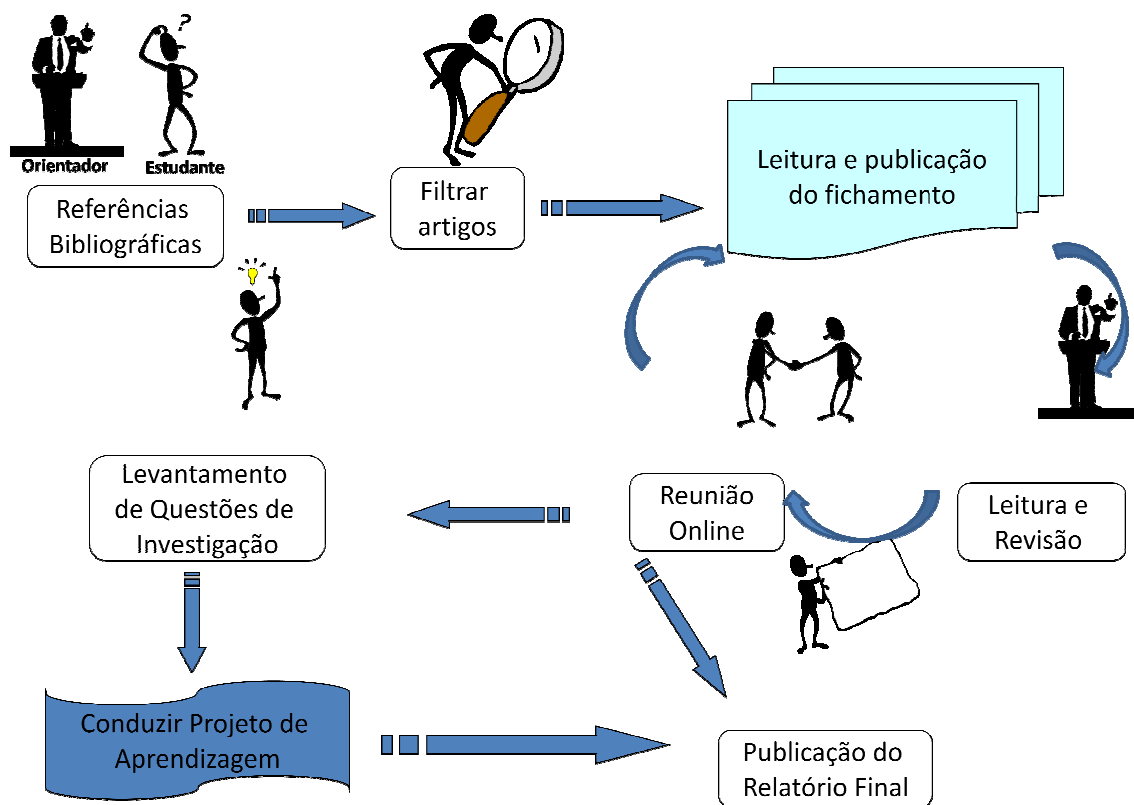 ?
Orientador
Estudante
Referências
Bibliográficas
Filtrar
artigos
Leitura e publicação
do fichamento
Levantamento
de Questões de
Investigação
Reunião
Online
Leitura e
Revisão
Conduzir Projeto de
Aprendizagem
Publicação do
Relatório Final